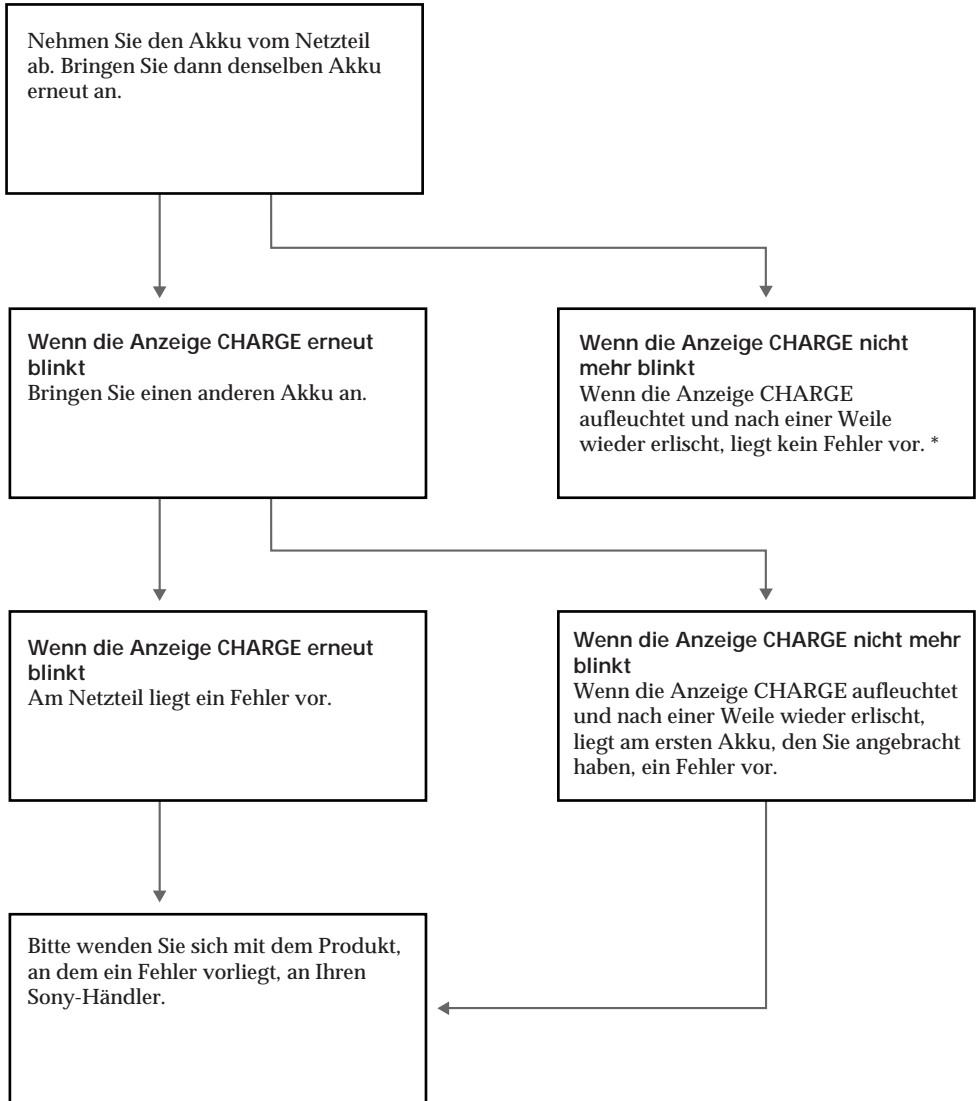 Nehmen Sie den Akku vom Netzteil
ab. Bringen Sie dann denselben Akku
erneut an.
Wenn die Anzeige CHARGE erneut
blinkt
Bringen Sie einen anderen Akku an.
Wenn die Anzeige CHARGE nicht
mehr blinkt
Wenn die Anzeige CHARGE
aufleuchtet und nach einer Weile
wieder erlischt, liegt kein Fehler vor. *
Wenn die Anzeige CHARGE erneut
blinkt
Am Netzteil liegt ein Fehler vor.
Wenn die Anzeige CHARGE nicht mehr
blinkt
Wenn die Anzeige CHARGE aufleuchtet
und nach einer Weile wieder erlischt,
liegt am ersten Akku, den Sie angebracht
haben, ein Fehler vor.
Bitte wenden Sie sich mit dem Produkt,
an dem ein Fehler vorliegt, an Ihren
Sony-Händler.